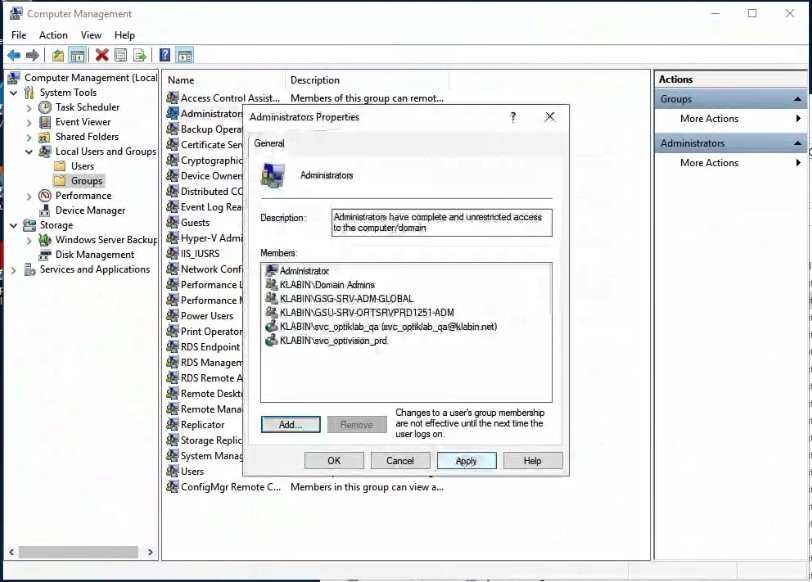 Computer Management
File Action View Help
Computer Management (Local
System Tools
Task Scheduler
Event Viewer
Shared Folders
Local Users and Groups
Users
Groups
Performance
Device Manager
Storage
Windows Server Backup
Disk Management
Services and Applications
Name Description
Access Control Assist... Members of this group can remot...
Administrators
Backup Opera
Certificate Ser
Cryptographic
Device Owners
Distributed CO
Event Log Rea
Guests
Hyper-V Admi
IIS_IUSRS
Network Confi
Performance L
Performance M
Power Users
Print Operator
RDS Endpoint
RDS Managem
RDS Remote A
Remote Deskt
Remote Mana
Replicator
Storage Replic
System Manag
Users
ConfigMgr Remote C... Members in this group can view a...
Administrators Properties
? 
General
Administrators
Description:
Administrators have complete and unrestricted access
to the computer/domain
Members:
Administrator
KLABIN\Domain Admins
KLABIN\GSG-SRV-ADM-GLOBAL
KLABIN\GSU-SRV-ORTSRVPRD1251-ADM
KLABIN\svc_optiklab_qa (svc_optiklab_qa@klabin.net)
KLABIN\svc_optivision_prd
Add... Remove
Changes to a user's group membership
are not effective until the next time the
user logs on.
OK Cancel Apply Help
Actions
Groups
More Actions
Administrators
More Actions